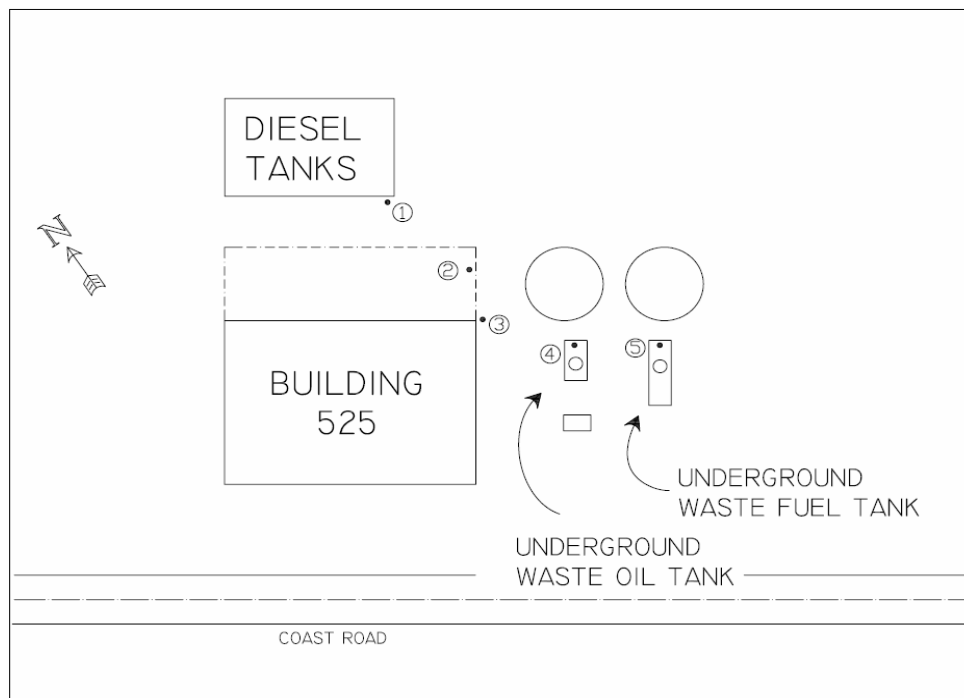 DIESEL
TANKS
①
N
②
③
④
⑤
BUILDING
525
UNDERGROUND
WASTE FUEL TANK
UNDERGROUND
WASTE OIL TANK
COAST ROAD